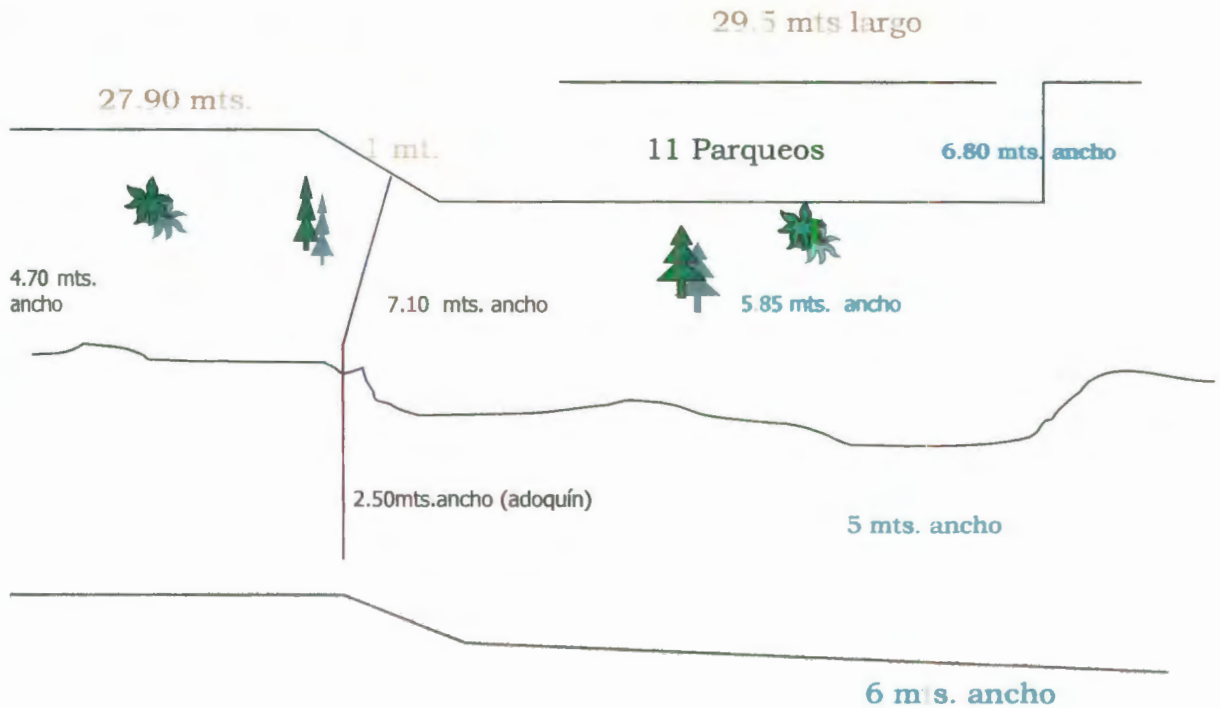 29.5 mts largo
27.90 mts.
1 mt.
11 Parqueos
6.80 mts. ancho
4.70 mts.
ancho
7.10 mts. ancho
5.85 mts. ancho
2.50mts.ancho (adoquín)
5 mts. ancho
6 mts. ancho